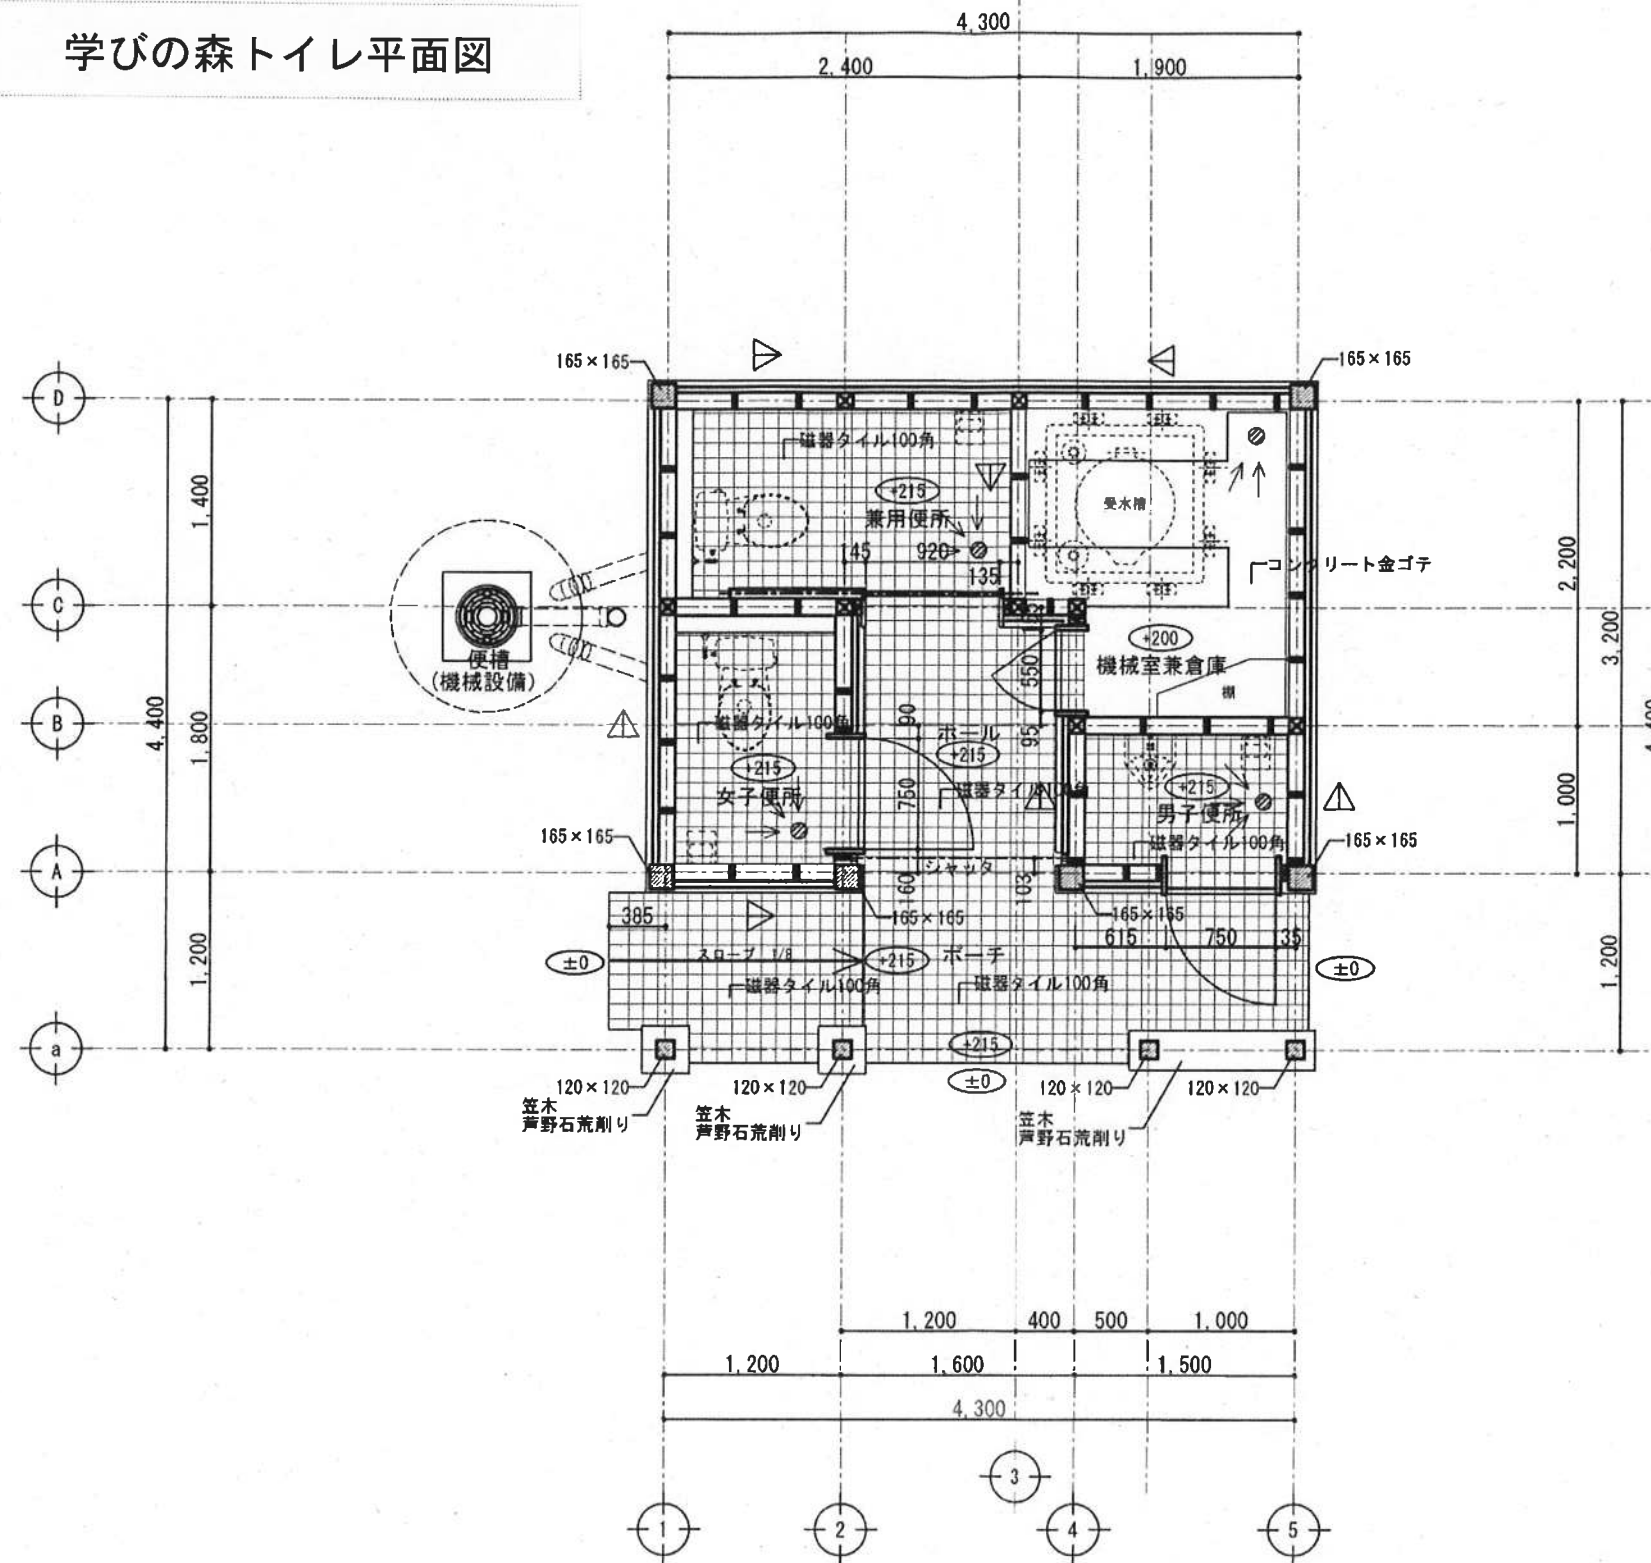 学びの森トイレ平面図
4,300
2,400
1,900
165×165
165×165
D
磁器タイル100角
+215
兼用便所
受水槽
1,400
145
920
135
コンクリート金ゴテ
2,200
C
便槽
(機械設備)
+200
機械室兼倉庫
棚
550
3,200
4,400
1,800
B
磁器タイル100角
90
ホール
95
+215
+215
女子便所
750
磁器タイル100角
+215
男子便所
1,000
165×165
磁器タイル100角
165×165
A
シャッタ
160
103
165×165
165×165
385
615
750
135
1,200
±0
スロープ 1/8
+215
ポーチ
±0
1,200
磁器タイル100角
磁器タイル100角
a
+215
±0
120×120
120×120
120×120
120×120
笠木
芦野石荒削り
笠木
芦野石荒削り
笠木
芦野石荒削り
1,200
400
500
1,000
1,200
1,600
1,500
4,300
3
1
2
4
5